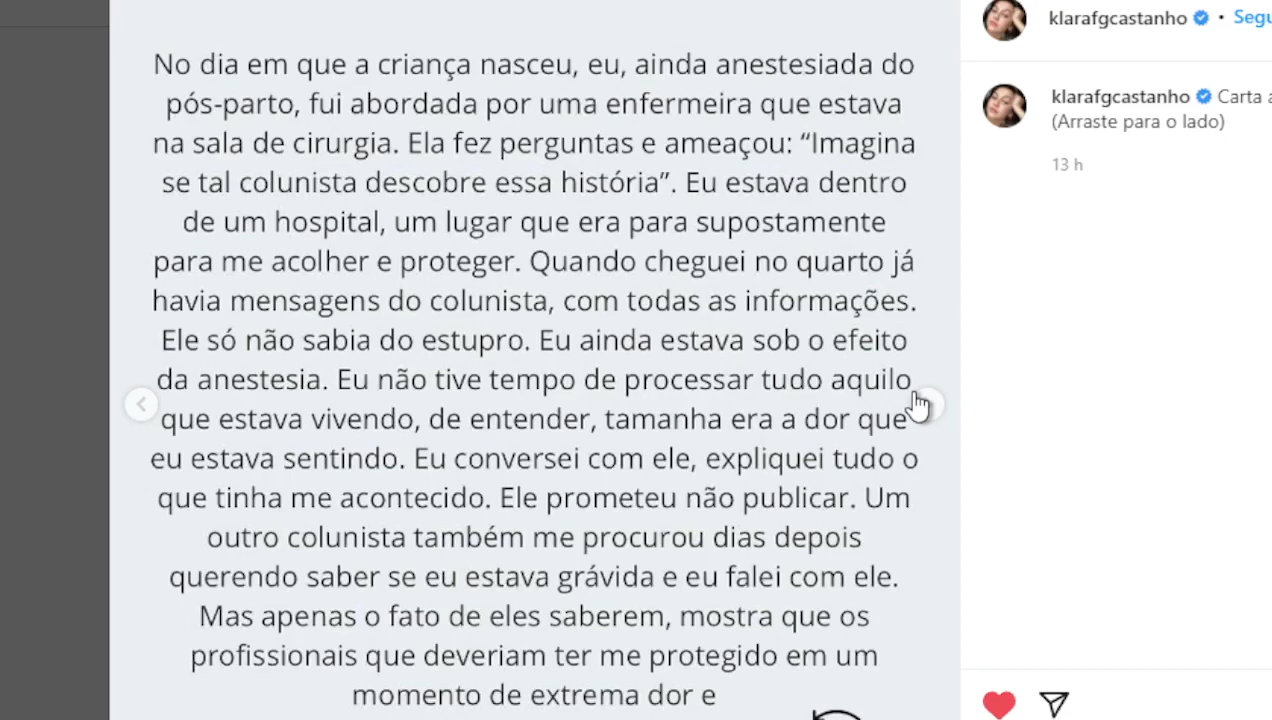 No dia em que a criança nasceu, eu, ainda anestesiada do
pós-parto, fui abordada por uma enfermeira que estava
na sala de cirurgia. Ela fez perguntas e ameaçou: “Imagina
se tal colunista descobre essa história”. Eu estava dentro
de um hospital, um lugar que era para supostamente
para me acolher e proteger. Quando cheguei no quarto já
havia mensagens do colunista, com todas as informações.
Ele só não sabia do estupro. Eu ainda estava sob o efeito
da anestesia. Eu não tive tempo de processar tudo aquilo
que estava vivendo, de entender, tamanha era a dor que
eu estava sentindo. Eu conversei com ele, expliquei tudo o
que tinha me acontecido. Ele prometeu não publicar. Um
outro colunista também me procurou dias depois
querendo saber se eu estava grávida e eu falei com ele.
Mas apenas o fato de eles saberem, mostra que os
profissionais que deveriam ter me protegido em um
momento de extrema dor e
klarafgcastanho • Segu
klarafgcastanho Carta a
(Arraste para o lado)
13 h